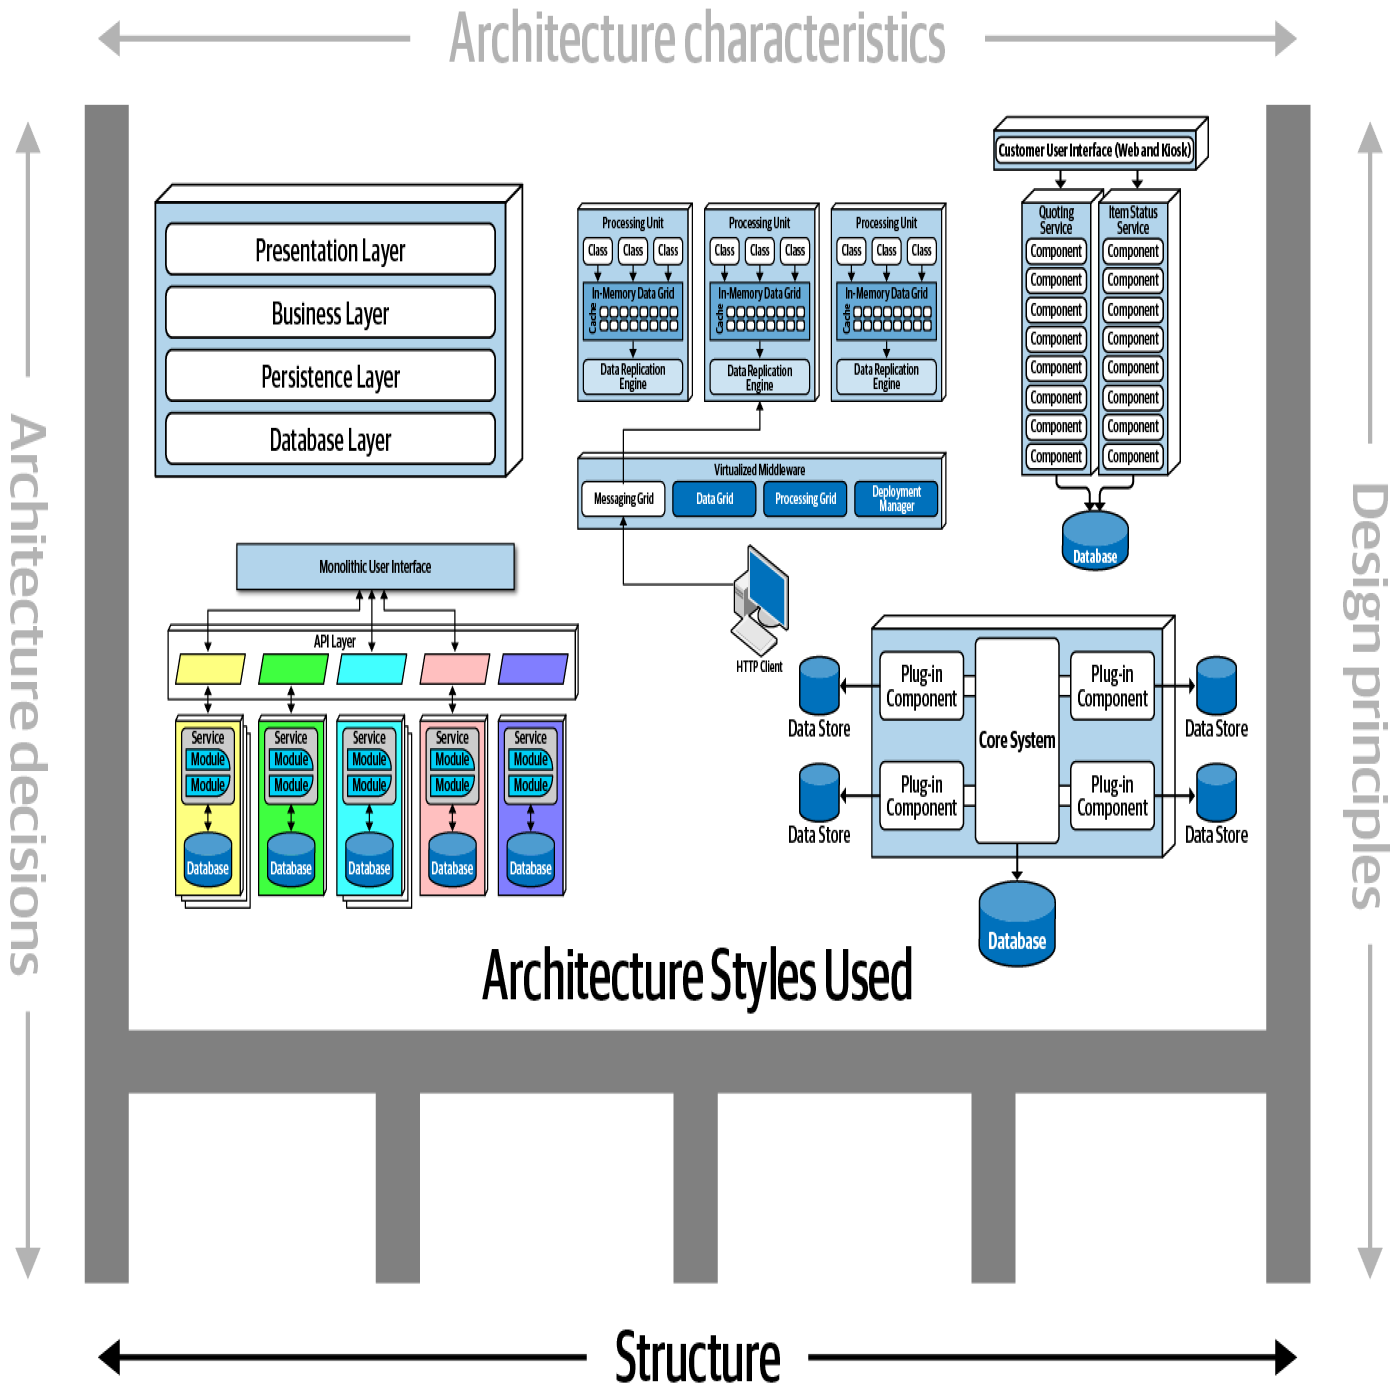 Architecture characteristics
Architecture decisions
Design principles
Presentation Layer
Business Layer
Persistence Layer
Database Layer
Processing Unit
Class
Class
Class
In-Memory Data Grid
Cache
Data Replication
Engine
Processing Unit
Class
Class
Class
In-Memory Data Grid
Cache
Data Replication
Engine
Processing Unit
Class
Class
Class
In-Memory Data Grid
Cache
Data Replication
Engine
Virtualized Middleware
Messaging Grid
Data Grid
Processing Grid
Deployment
Manager
HTTP Client
Customer User Interface (Web and Kiosk)
Quoting
Service
Component
Component
Component
Component
Component
Component
Component
Component
Item Status
Service
Component
Component
Component
Component
Component
Component
Component
Component
Database
Monolithic User Interface
API Layer
Service
Module
Module
Database
Service
Module
Module
Database
Service
Module
Module
Database
Service
Module
Module
Database
Service
Module
Module
Database
Plug-in
Component
Plug-in
Component
Core System
Plug-in
Component
Plug-in
Component
Data Store
Data Store
Data Store
Data Store
Database
Architecture Styles Used
Structure